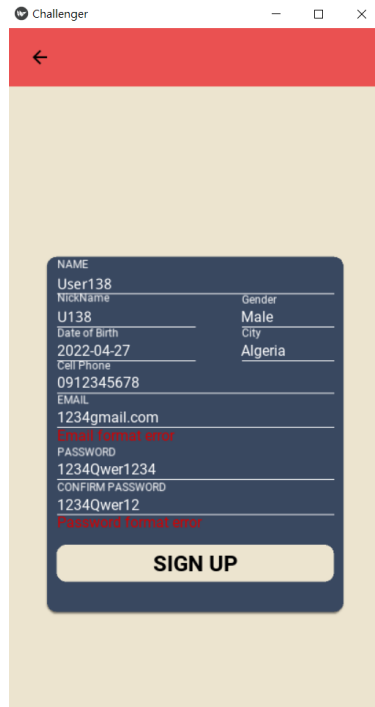 Challenger
NAME
User138
NickName Gender
U138 Male
Date of Birth City
2022-04-27 Algeria
Cell Phone
0912345678
EMAIL
1234gmail.com
Email format error
PASSWORD
1234Qwer1234
CONFIRM PASSWORD
1234Qwer12
Password format error
SIGN UP